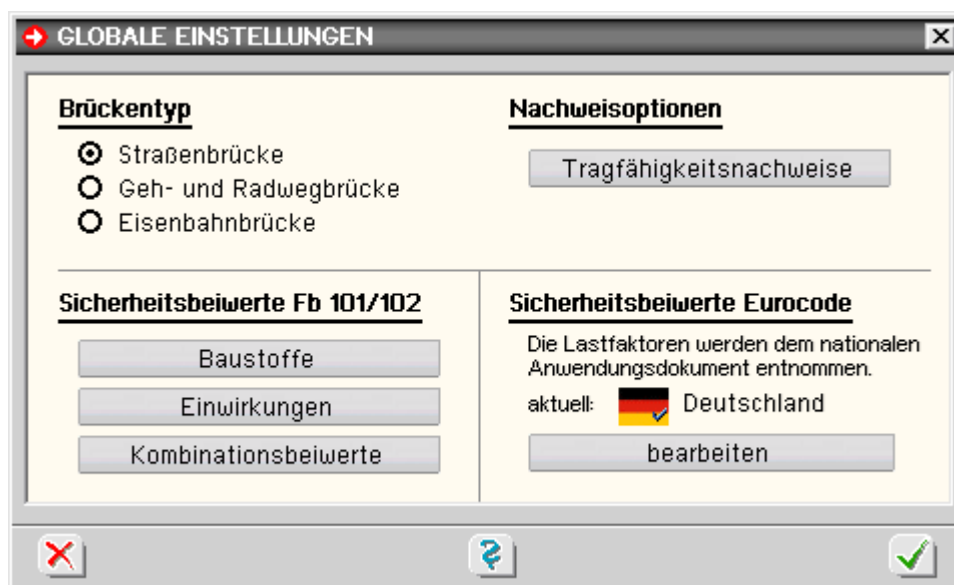 GLOBALE EINSTELLUNGEN
Brückentyp
Straßenbrücke
Geh- und Radwegbrücke
Eisenbahnbrücke
Nachweisoptionen
Tragfähigkeitsnachweise
Sicherheitsbeiwerte Fb 101/102
Baustoffe
Einwirkungen
Kombinationsbeiwerte
Sicherheitsbeiwerte Eurocode
Die Lastfaktoren werden dem nationalen
Anwendungsdokument entnommen.
aktuell: Deutschland
bearbeiten